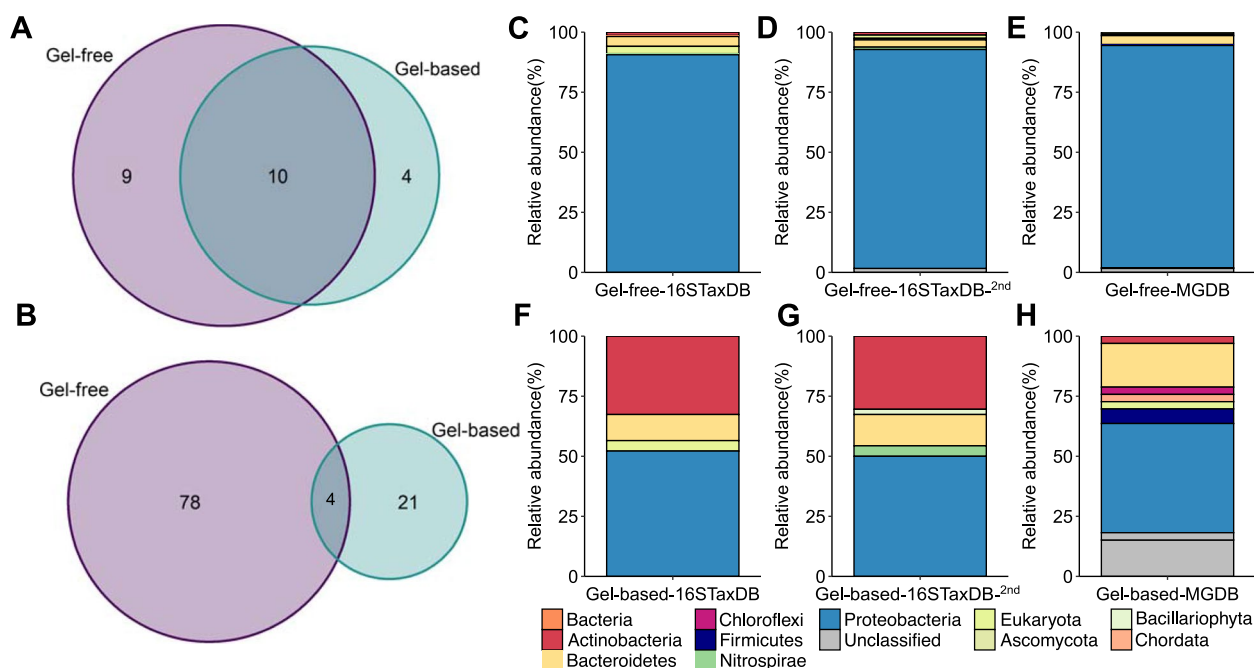 A
Gel-free
Gel-based
9
10
4
B
Gel-free
Gel-based
78
4
21
C
Relative abundance(%)
100
75
50
25
0
Gel-free-16STaxDB
D
Relative abundance(%)
100
75
50
25
0
Gel-free-16STaxDB-2nd
E
Relative abundance(%)
100
75
50
25
0
Gel-free-MGDB
F
Relative abundance(%)
100
75
50
25
0
Gel-based-16STaxDB
G
Relative abundance(%)
100
75
50
25
0
Gel-based-16STaxDB-2nd
H
Relative abundance(%)
100
75
50
25
0
Gel-based-MGDB
Bacteria
Actinobacteria
Bacteroidetes
Chloroflexi
Firmicutes
Nitrospirae
Proteobacteria
Unclassified
Eukaryota
Ascomycota
Bacillariophyta
Chordata